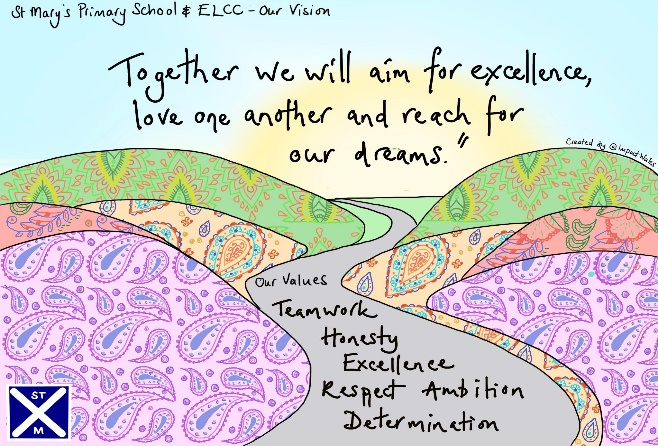 St Mary's Primary School & ELCC - Our Vision
Together we will aim for excellence,
love one another and reach for
our dreams."
Created by @ImpactNotes
Our Values
Teamwork
Honesty
Excellence
Respect Ambition
Determination
ST
M